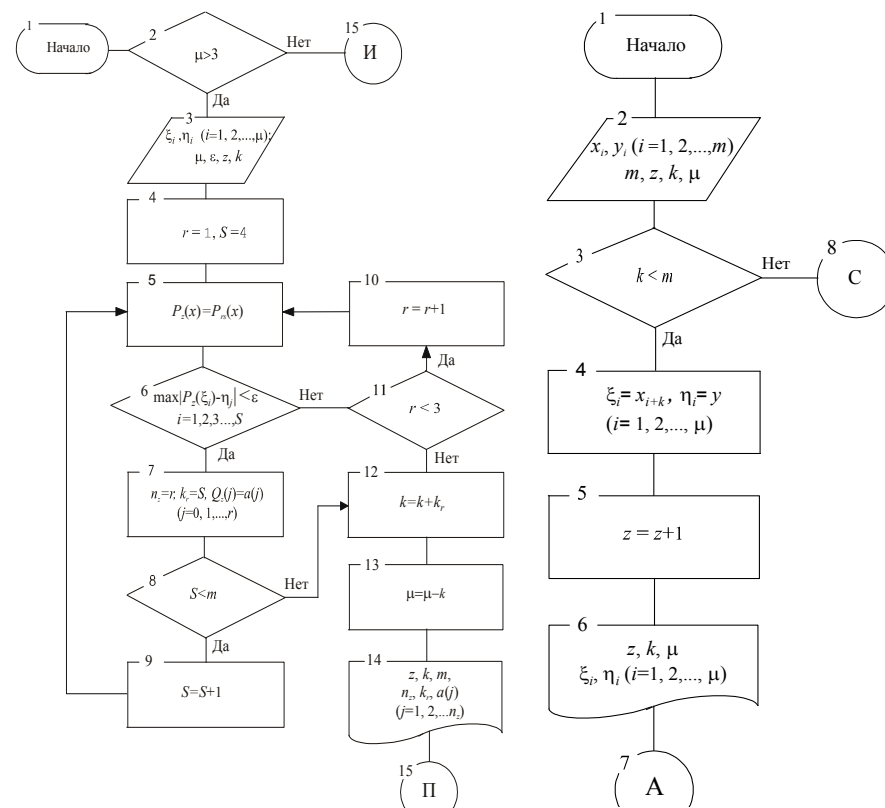 1
Начало
2
μ>3
Нет
15
И
Да
3
ξi ,ηi (i=1, 2,...,μ);
μ, ε, z, k
4
r = 1, S =4
5
Pz(x)=Prs(x)
10
r = r+1
Да
6
max|Pz(ξi)-ηj|<ε
i=1,2,3...,S
Нет
11
r < 3
Да
Нет
7
nz=r, kr=S, Qz(j)=a(j)
(j=0, 1,...,r)
12
k=k+kr
8
S<m
Нет
13
μ=μ–k
Да
9
S=S+1
14
z, k, m,
nz, kr, a(j)
(j=1, 2,...nz)
15
П
1
Начало
2
xi, yi (i =1, 2,...,m)
m, z, k, μ
3
k < m
Нет
8
С
Да
4
ξi= xi+k , ηi= y
(i= 1, 2,..., μ)
5
z = z+1
6
z, k, μ
ξi, ηi (i=1, 2,..., μ)
7
А